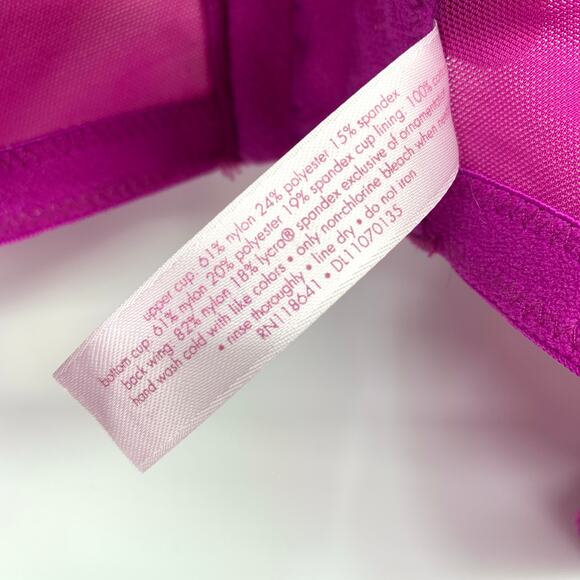 upper cup: 61% nylon 24% polyester 15% spandex
bottom cup: 61% nylon 20% polyester 19% spandex cup lining: 100%
back wing: 82% nylon 18% lycra® spandex exclusive of ornamentation
hand wash cold with like colors • only non-chlorine bleach when
• rinse thoroughly • line dry • do not iron
RN118641 • DL11070135